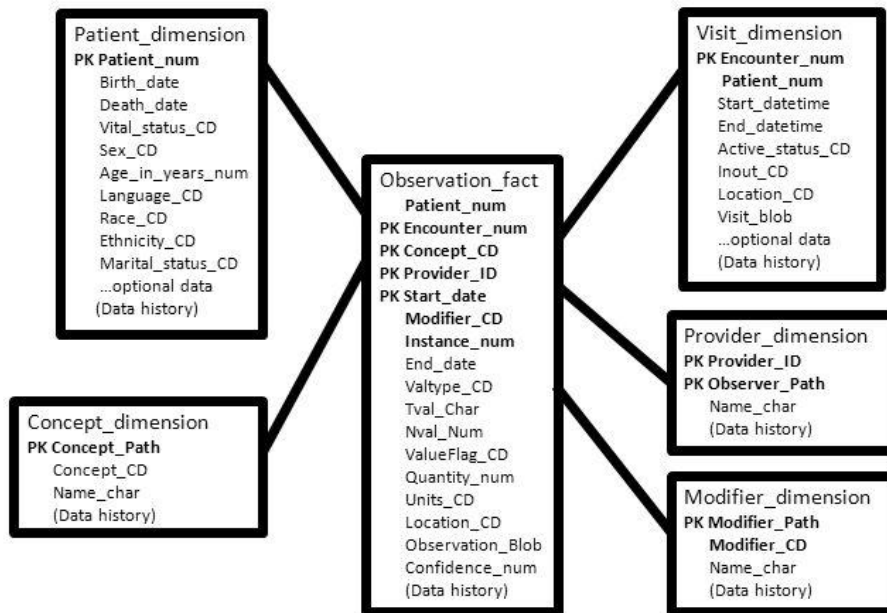 Patient_dimension
PK Patient_num
Birth_date
Death_date
Vital_status_CD
Sex_CD
Age_in_years_num
Language_CD
Race_CD
Ethnicity_CD
Marital_status_CD
...optional data
(Data history)
Concept_dimension
PK Concept_Path
Concept_CD
Name_char
(Data history)
Observation_fact
Patient_num
PK Encounter_num
PK Concept_CD
PK Provider_ID
PK Start_date
Modifier_CD
Instance_num
End_date
Valtype_CD
Tval_Char
Nval_Num
ValueFlag_CD
Quantity_num
Units_CD
Location_CD
Observation_Blob
Confidence_num
(Data history)
Visit_dimension
PK Encounter_num
Patient_num
Start_datetime
End_datetime
Active_status_CD
Inout_CD
Location_CD
Visit_blob
...optional data
(Data history)
Provider_dimension
PK Provider_ID
PK Observer_Path
Name_char
(Data history)
Modifier_dimension
PK Modifier_Path
Modifier_CD
Name_char
(Data history)